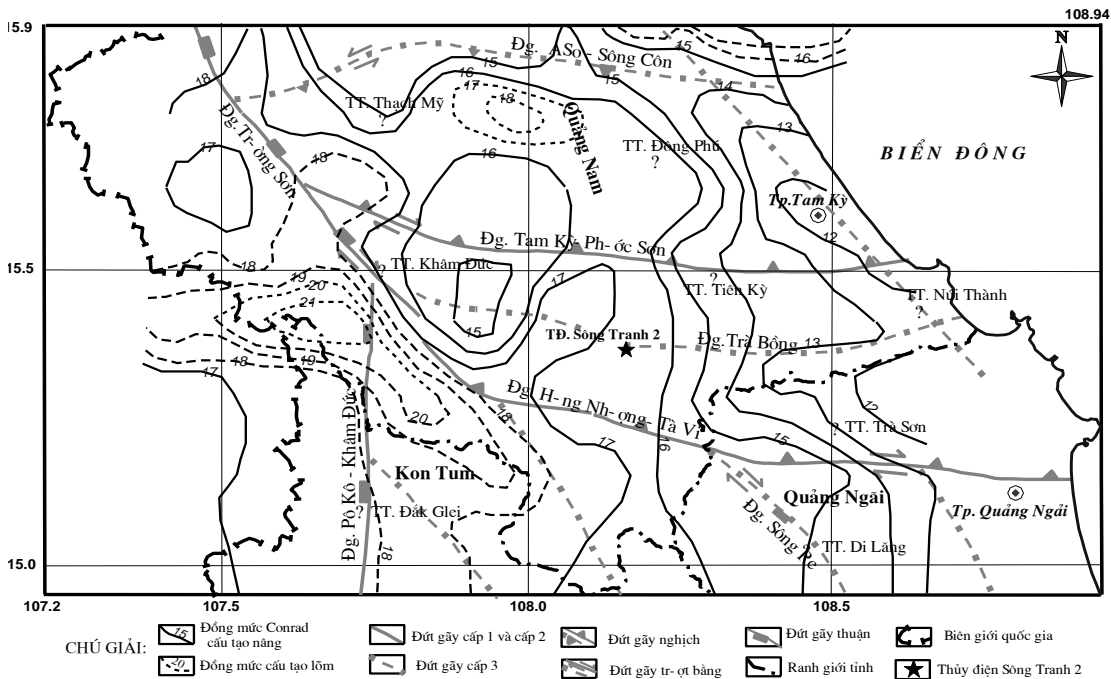 108.94
15.9
N
15
16
18
Đg. ASo - Sông Côn
15
16
17
15
14
18
TT. Thạch Mỹ
?
Quảng Nam
13
Đg. Tr-ờng Sơn
17
18
16
TT. Đông Phú
?
BIỂN ĐÔNG
Tp.Tam Kỳ
12
Đg. Tam Kỳ- Ph-ớc Sơn
18
15.5
19
20
21
? TT. Khâm Đức
17
?
TT. Tiên Kỳ
TT. Núi Thành
?
15
TĐ. Sông Tranh 2
Đg.Trà Bồng
13
18
19
17
20
Đg. H-ng Nh-ợng- Tà Vi
18
12
? TT. Trà Sơn
17
16
15
Đg. Pô Kô - Khâm Đức
Kon Tum
? TT. Đắk Glei
18
Quảng Ngãi
Đg. Sông Re
Tp. Quảng Ngãi
TT. Di Lăng
15.0
107.2
107.5
108.0
108.5
CHÚ GIẢI:
15
Đồng mức Conrad
cấu tạo nâng
Đứt gãy cấp 1 và cấp 2
Đứt gãy nghịch
Đứt gãy thuận
Biên giới quốc gia
20
Đồng mức cấu tạo lõm
Đứt gãy cấp 3
Đứt gãy tr-ợt bằng
Ranh giới tỉnh
Thủy điện Sông Tranh 2